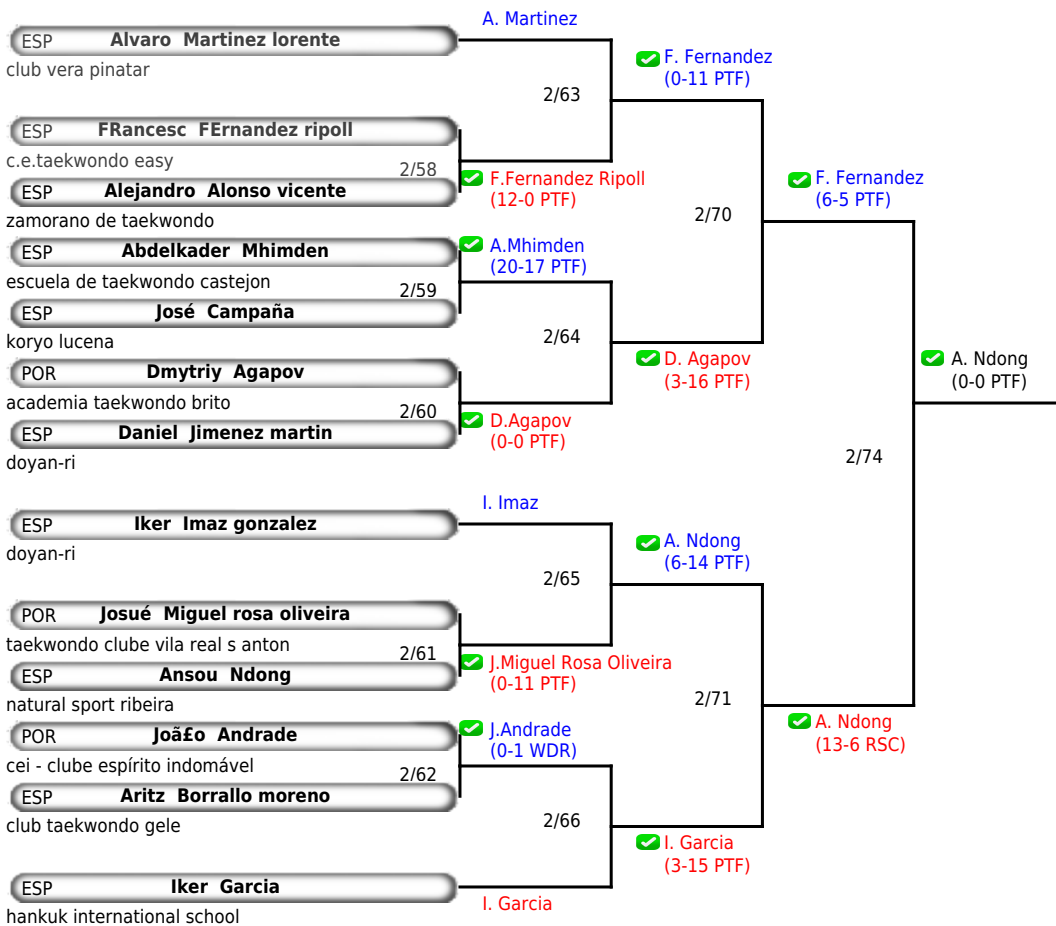 A. Martinez
ESP Alvaro Martinez lorente
club vera pinatar
F. Fernandez
(0-11 PTF)
2/63
ESP FRancesc FErnandez ripoll
c.e.taekwondo easy
2/58
F.Fernandez Ripoll
(12-0 PTF)
ESP Alejandro Alonso vicente
zamorano de taekwondo
F. Fernandez
(6-5 PTF)
2/70
ESP Abdelkader Mhimden
escuela de taekwondo castejon
A.Mhimden
(20-17 PTF)
2/59
ESP José Campaña
koryo lucena
2/64
D. Agapov
(3-16 PTF)
A. Ndong
(0-0 PTF)
POR Dmytriy Agapov
academia taekwondo brito
2/60
D.Agapov
(0-0 PTF)
ESP Daniel Jimenez martin
doyan-ri
2/74
I. Imaz
ESP Iker Imaz gonzalez
doyan-ri
A. Ndong
(6-14 PTF)
2/65
POR Josué Miguel rosa oliveira
taekwondo clube vila real s anton
2/61
J.Miguel Rosa Oliveira
(0-11 PTF)
ESP Ansou Ndong
natural sport ribeira
2/71
A. Ndong
(13-6 RSC)
POR Joã£o Andrade
cei - clube espírito indomável
J.Andrade
(0-1 WDR)
2/62
ESP Aritz Borrallo moreno
club taekwondo gele
2/66
I. Garcia
(3-15 PTF)
ESP Iker Garcia
hankuk international school
I. Garcia